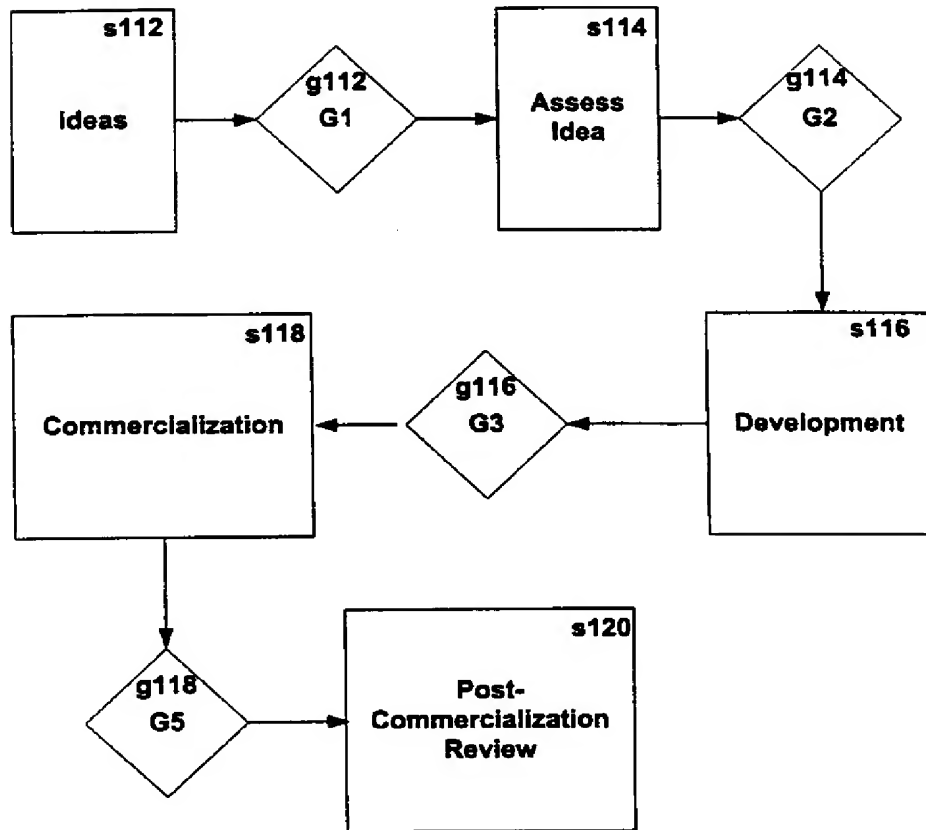 s112
ideas
g112
G1
s114
Assess
Idea
g114
G2
s116
Development
g116
G3
s118
Commercialization
g118
G5
s120
Post-
Commercialization
Review